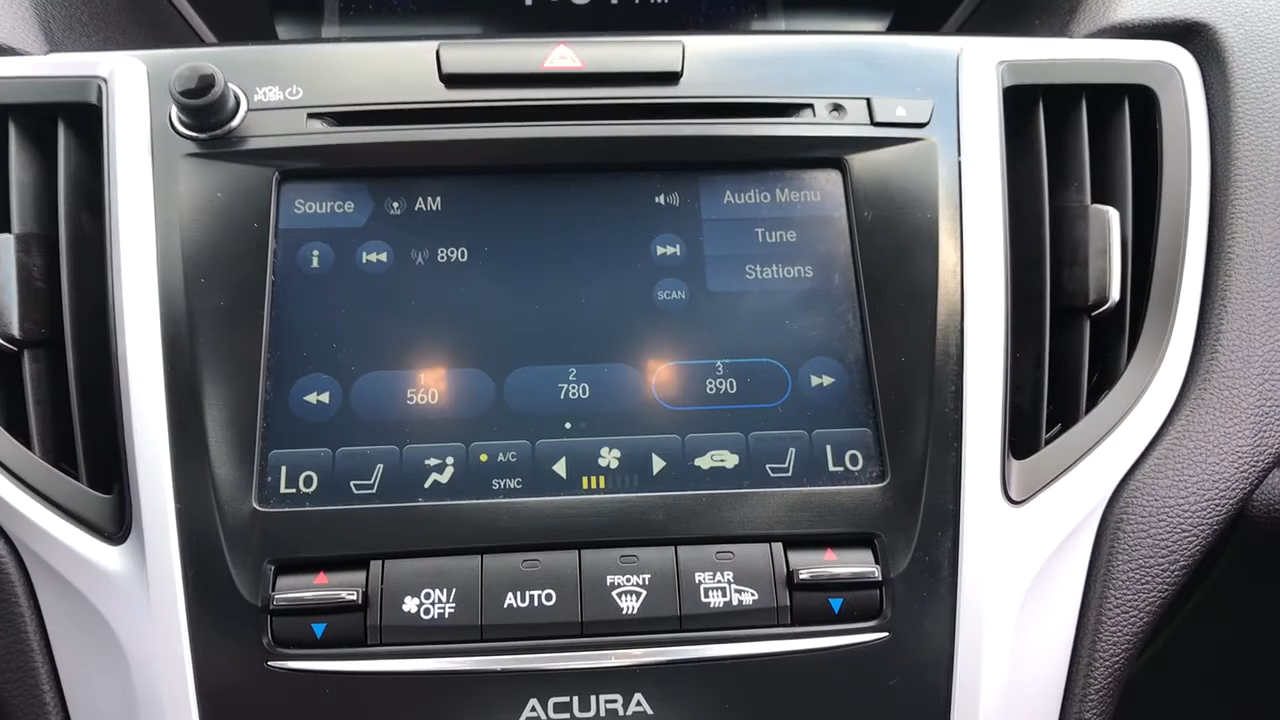 VOL
PUSH
Source
AM
Audio Menu
890
Tune
Stations
SCAN
1
560
2
780
3
890
Lo
A/C
SYNC
Lo
ON/
OFF
AUTO
FRONT
REAR
ACURA